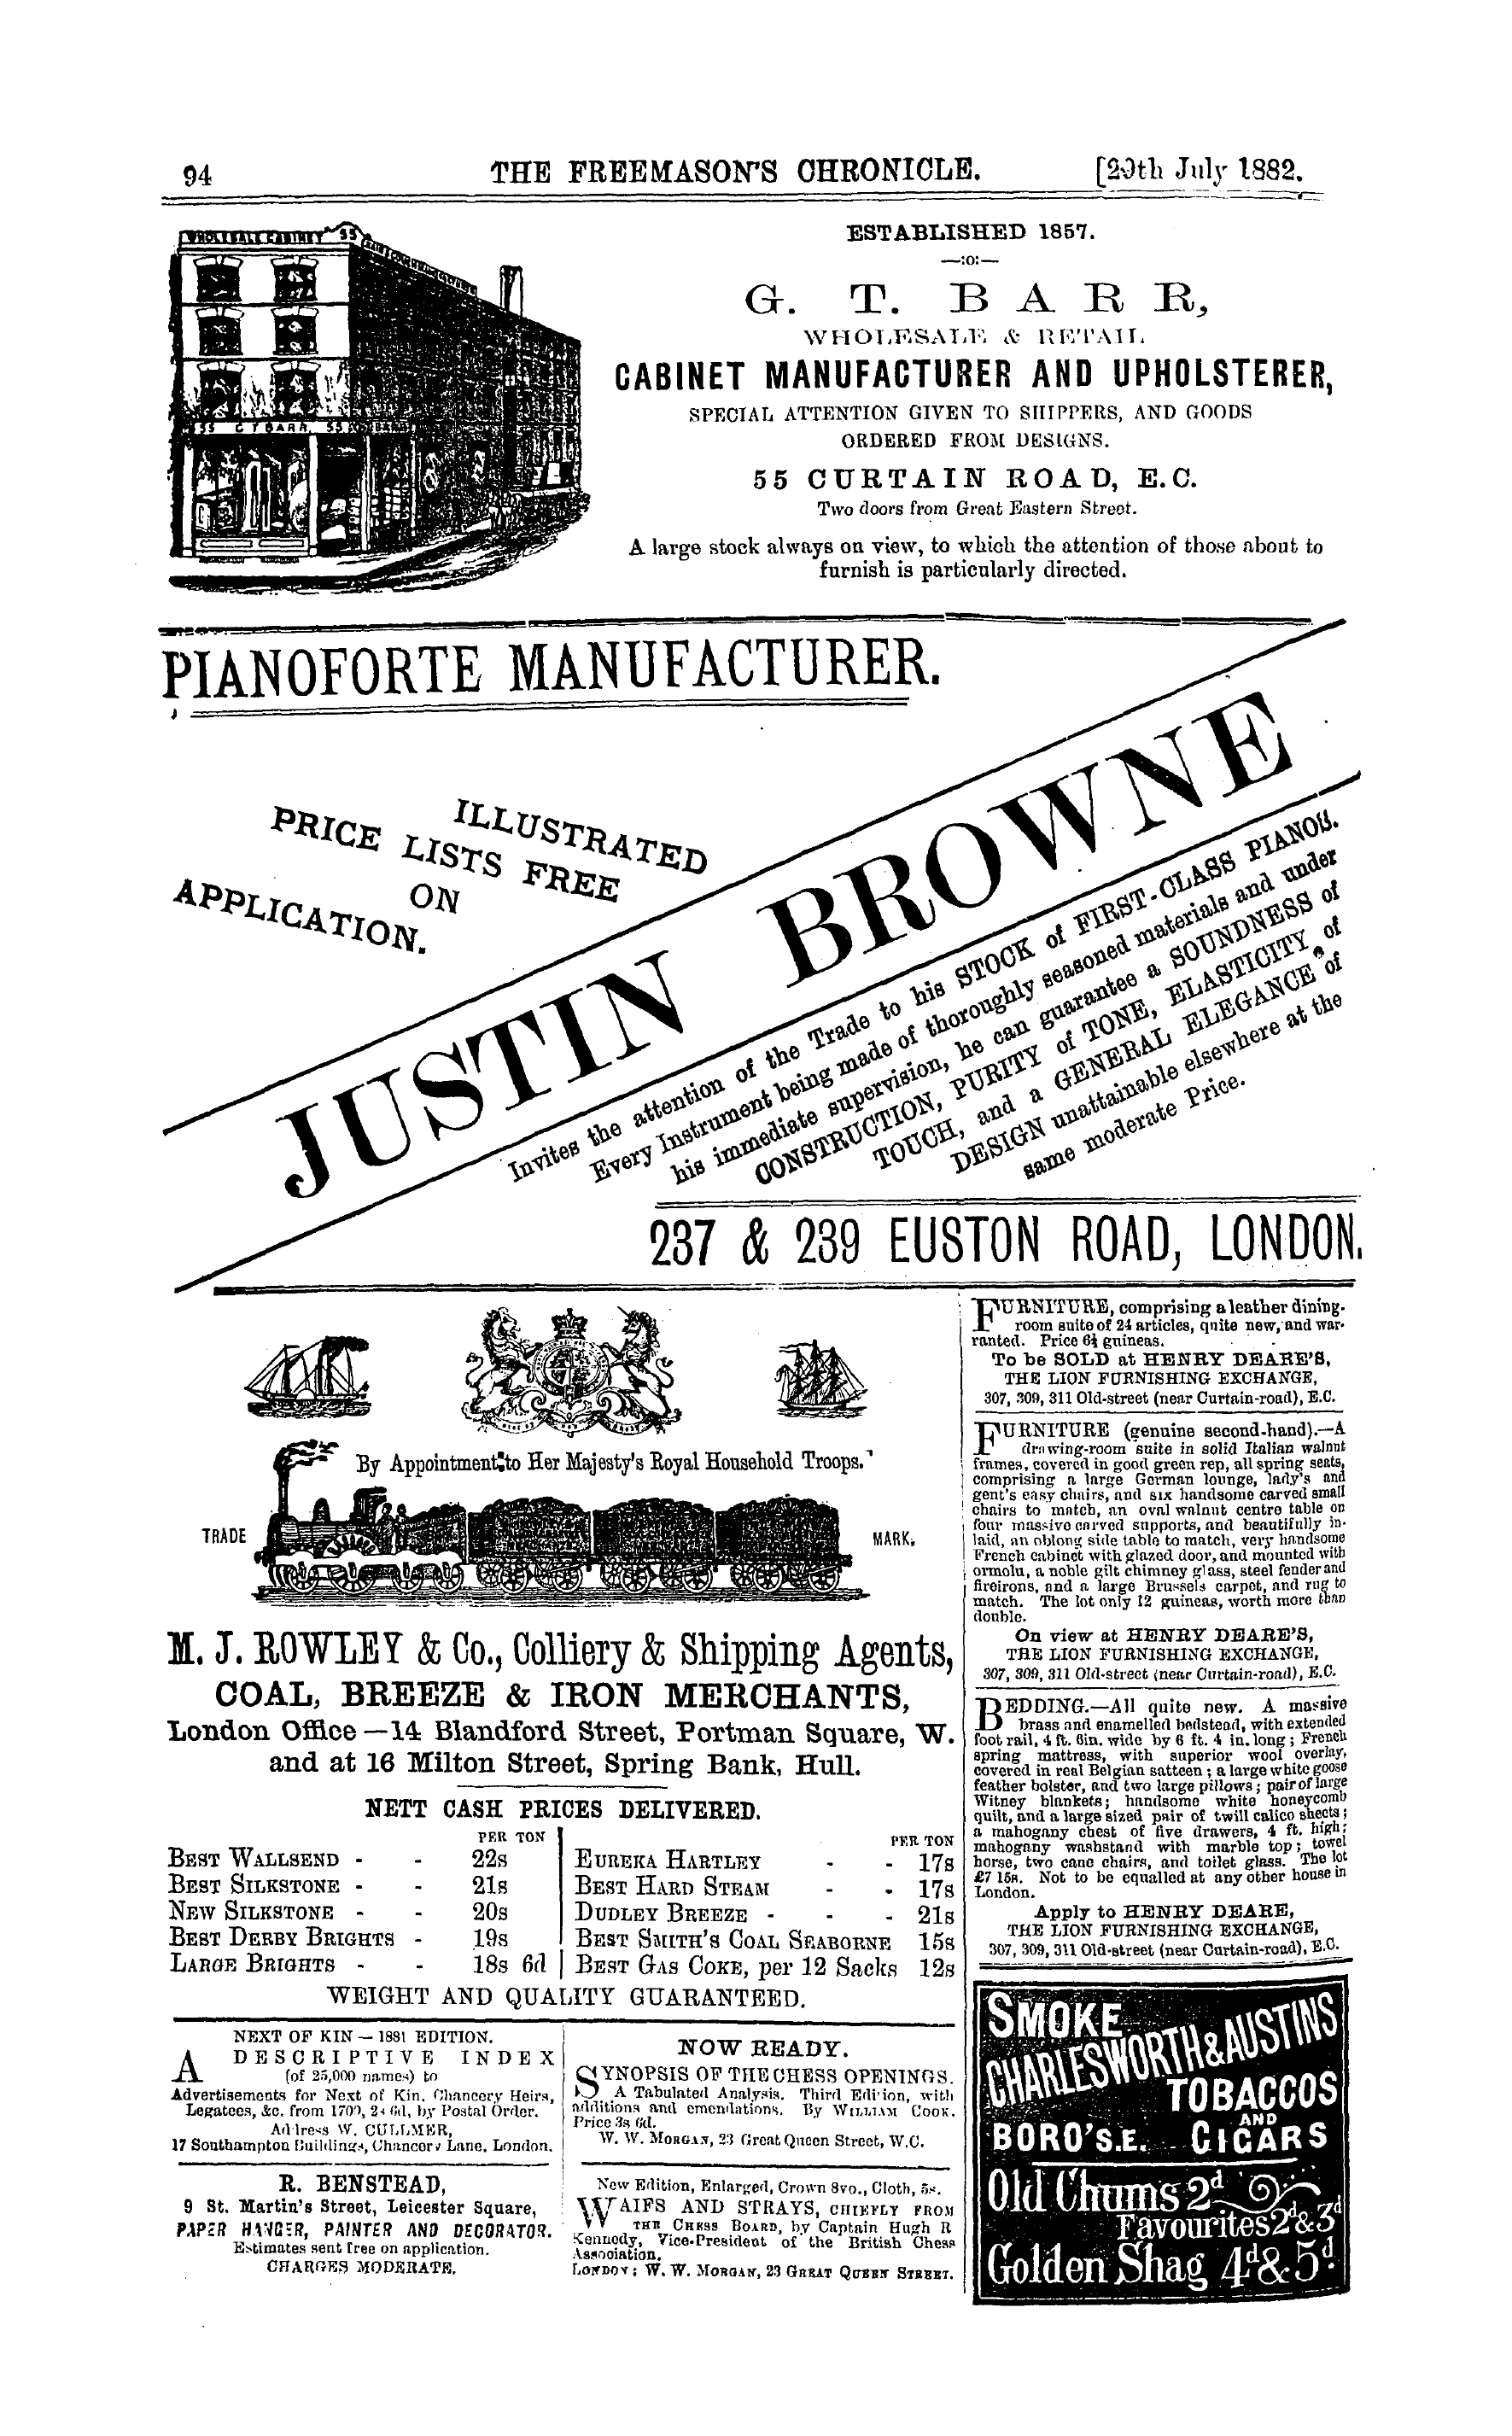 94
THE FREEMASON'S CHRONICLE.
[29th July 1882.
WHOLESALE CABINET 55
55 G T BARR. 55
ESTABLISHED 1857.
—:o:—
G. T. BARR,
WHOLESALE & RETAIL
CABINET MANUFACTURER AND UPHOLSTERER,
SPECIAL ATTENTION GIVEN TO SHIPPERS, AND GOODS
ORDERED FROM DESIGNS.
55 CURTAIN ROAD, E.C.
Two doors from Great Eastern Street.
A large stock always on view, to which the attention of those about to
furnish is particularly directed.
PIANOFORTE MANUFACTURER.
ILLUSTRATED
PRICE LISTS FREE
ON
APPLICATION.
JUSTIN BROWNE
Invites the attention of the Trade to his STOCK of FIRST-CLASS PIANOS.
Every Instrument being made of thoroughly seasoned materials and under
his immediate supervision, he can guarantee a SOUNDNESS of
CONSTRUCTION, PURITY of TONE, ELASTICITY of
TOUCH, and a GENERAL ELEGANCE of
DESIGN unattainable elsewhere at the
same moderate Price.
237 & 239 EUSTON ROAD, LONDON.
By Appointment to Her Majesty's Royal Household Troops.
TRADE
MARK.
M. J. ROWLEY & Co., Colliery & Shipping Agents,
COAL, BREEZE & IRON MERCHANTS,
London Office—14 Blandford Street, Portman Square, W.
and at 16 Milton Street, Spring Bank, Hull.
NETT CASH PRICES DELIVERED.
PER TON
BEST WALLSEND - - 22s
BEST SILKSTONE - - 21s
NEW SILKSTONE - - 20s
BEST DERBY BRIGHTS - 19s
LARGE BRIGHTS - - 18s 6d
PER TON
EUREKA HARTLEY - - 17s
BEST HARD STEAM - - 17s
DUDLEY BREEZE - - - 21s
BEST SMITH'S COAL SEABORNE 15s
BEST GAS COKE, per 12 Sacks 12s
WEIGHT AND QUALITY GUARANTEED.
NEXT OF KIN—1881 EDITION.
A DESCRIPTIVE INDEX
(of 25,000 names) to
Advertisements for Next of Kin, Chancery Heirs,
Legatees, &c. from 1700, 2s 6d, by Postal Order.
Address W. CULLMER,
17 Southampton Buildings, Chancery Lane, London.
R. BENSTEAD,
9 St. Martin's Street, Leicester Square,
PAPER HANGER, PAINTER AND DECORATOR.
Estimates sent free on application.
CHARGES MODERATE.
NOW READY.
SYNOPSIS OF THE CHESS OPENINGS.
A Tabulated Analysis. Third Edition, with
additions and emendations. By WILLIAM COOK.
Price 3s 6d.
W. W. MORGAN, 23 Great Queen Street, W.C.
New Edition, Enlarged, Crown 8vo., Cloth, 5s.
WAIFS AND STRAYS, CHIEFLY FROM
THE CHESS BOARD, by Captain Hugh R
Kennedy, Vice-President of the British Chess
Association.
LONDON: W. W. MORGAN, 23 GREAT QUEEN STREET.
FURNITURE, comprising a leather dining-
room suite of 24 articles, quite new, and war-
ranted. Price 6½ guineas.
To be SOLD at HENRY DEARE'S,
THE LION FURNISHING EXCHANGE,
307, 309, 311 Old-street (near Curtain-road), E.C.
FURNITURE (genuine second-hand).—A
drawing-room suite in solid Italian walnut
frames, covered in good green rep, all spring seats,
comprising a large German lounge, lady's and
gent's easy chairs, and six handsome carved small
chairs to match, an oval walnut centre table on
four massive carved supports, and beautifully in-
laid, an oblong side table to match, very handsome
French cabinet with glazed door, and mounted with
ormolu, a noble gilt chimney glass, steel fender and
fireirons, and a large Brussels carpet, and rug to
match. The lot only 12 guineas, worth more than
double.
On view at HENRY DEARE'S,
THE LION FURNISHING EXCHANGE,
307, 309, 311 Old-street (near Curtain-road), E.C.
BEDDING.—All quite new. A massive
brass and enamelled bedstead, with extended
foot rail, 4 ft. 6in. wide by 6 ft. 4 in. long; French
spring mattress, with superior wool overlay,
covered in real Belgian satteen; a large white goose
feather bolster, and two large pillows; pair of large
Witney blankets; handsome white honeycomb
quilt, and a large sized pair of twill calico sheets;
a mahogany chest of five drawers, 4 ft. high;
mahogany washstand with marble top; towel
horse, two cane chairs, and toilet glass. The lot
£7 15s. Not to be equalled at any other house in
London.
Apply to HENRY DEARE,
THE LION FURNISHING EXCHANGE,
307, 309, 311 Old-street (near Curtain-road), E.C.
SMOKE
CHARLESWORTH & AUSTINS
TOBACCOS
AND
BORO' S.E. CIGARS
Old Chums 2d
Favourites 2d & 3d
Golden Shag 4d & 5d.